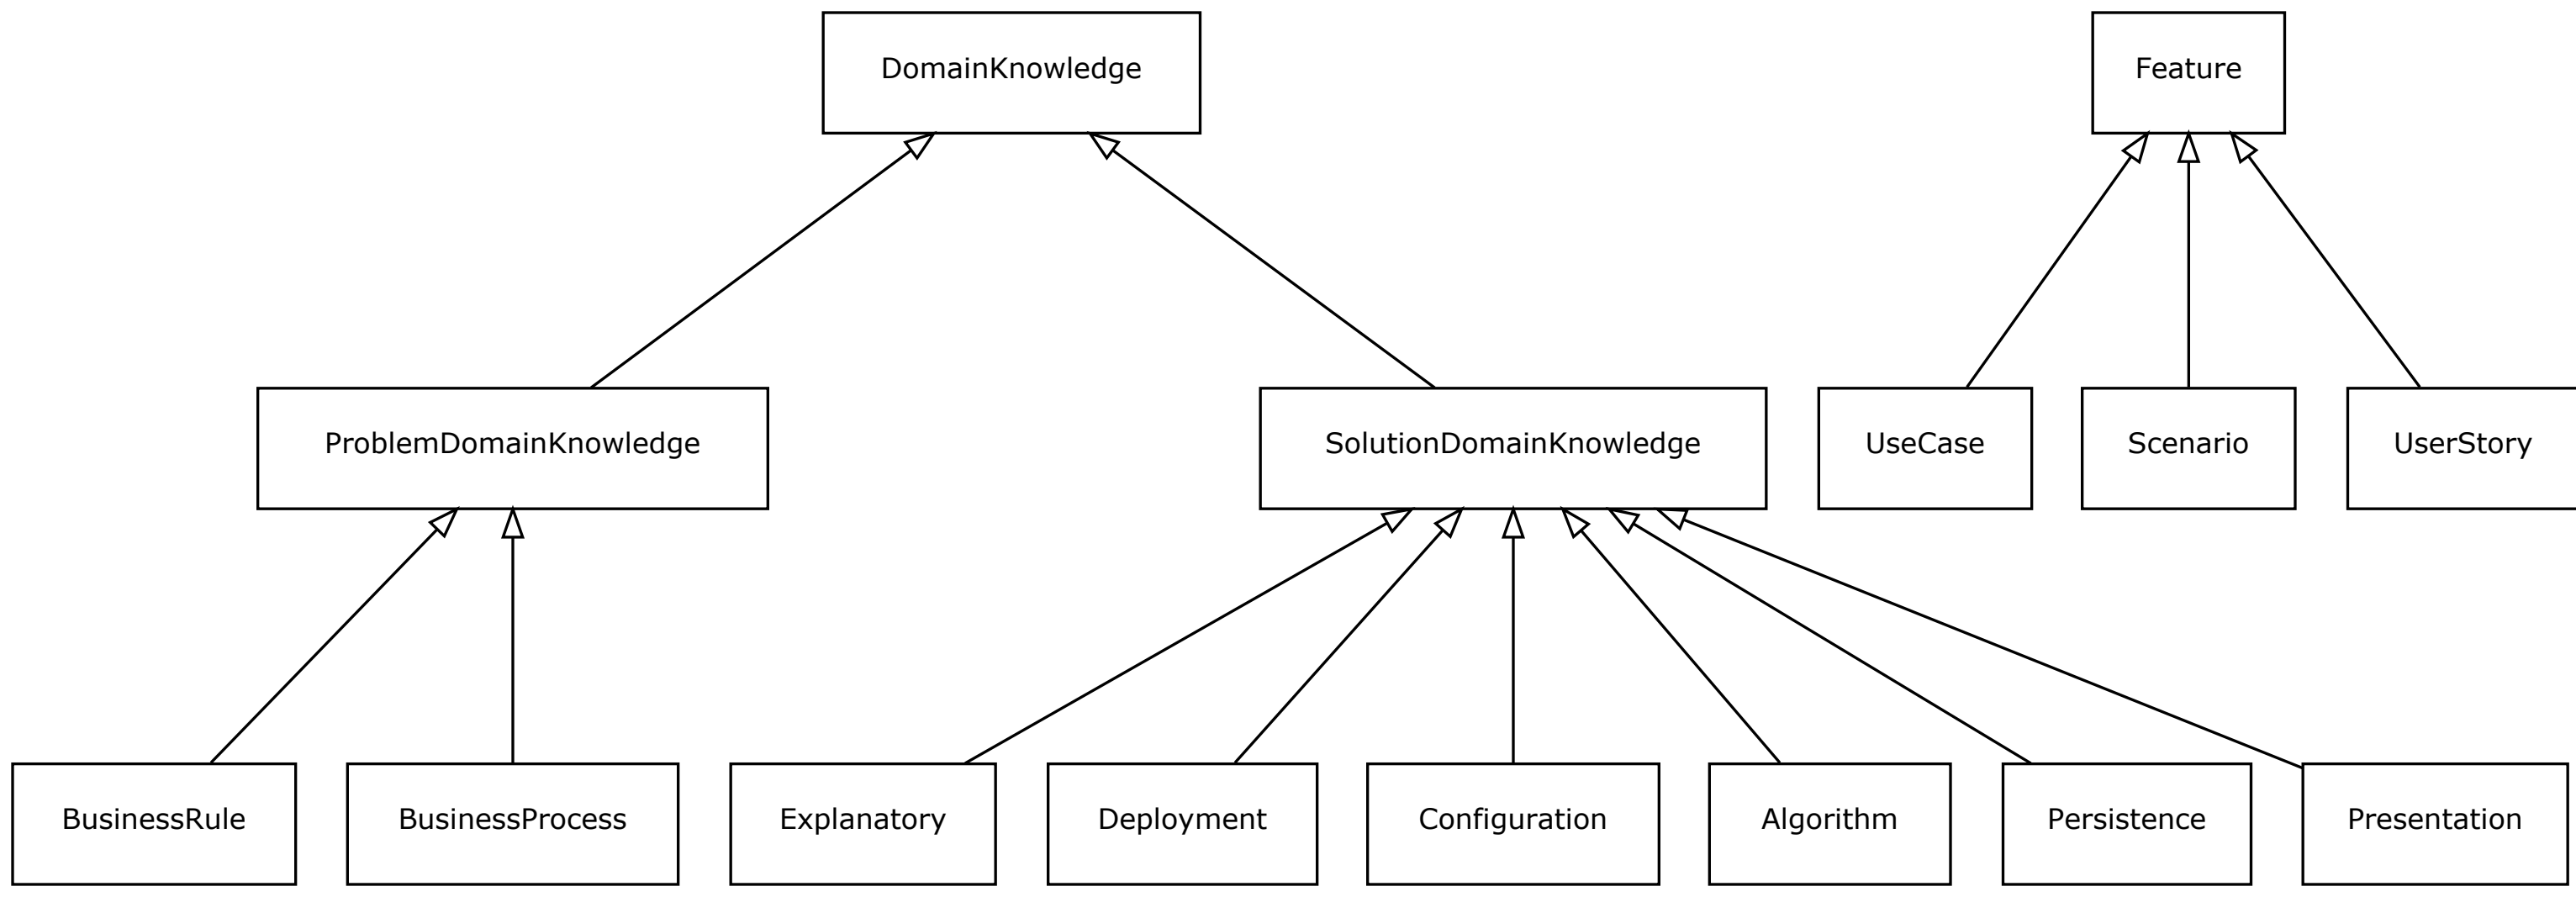 DomainKnowledge
Feature
ProblemDomainKnowledge
SolutionDomainKnowledge
UseCase
Scenario
UserStory
BusinessRule
BusinessProcess
Explanatory
Deployment
Configuration
Algorithm
Persistence
Presentation